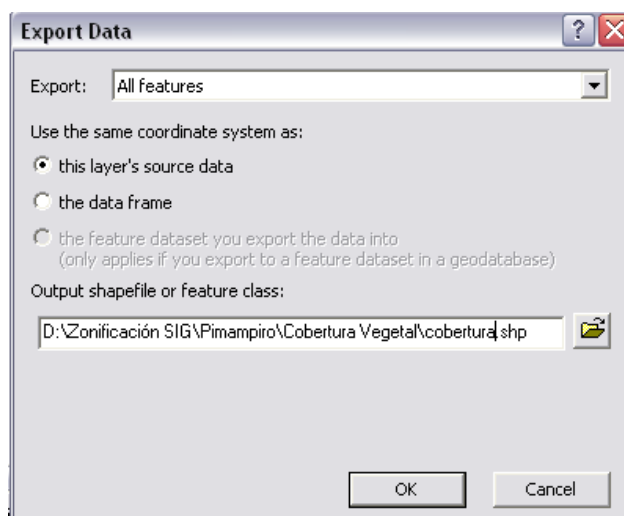 Export Data
Export: All features
Use the same coordinate system as:
this layer's source data
the data frame
the feature dataset you export the data into
(only applies if you export to a feature dataset in a geodatabase)
Output shapefile or feature class:
D:\Zonificación SIG\Pimampiro\Cobertura Vegetal\cobertura.shp
OK Cancel